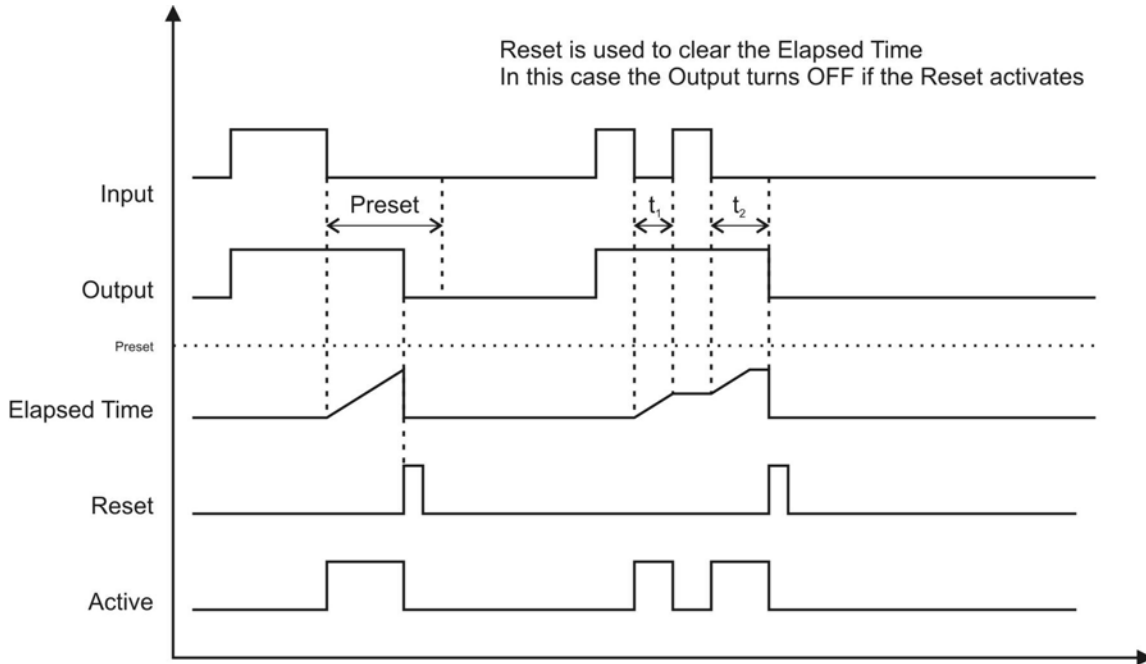 Reset is used to clear the Elapsed Time
In this case the Output turns OFF if the Reset activates
Input
Preset
t₁
t₂
Output
Preset
Elapsed Time
Reset
Active